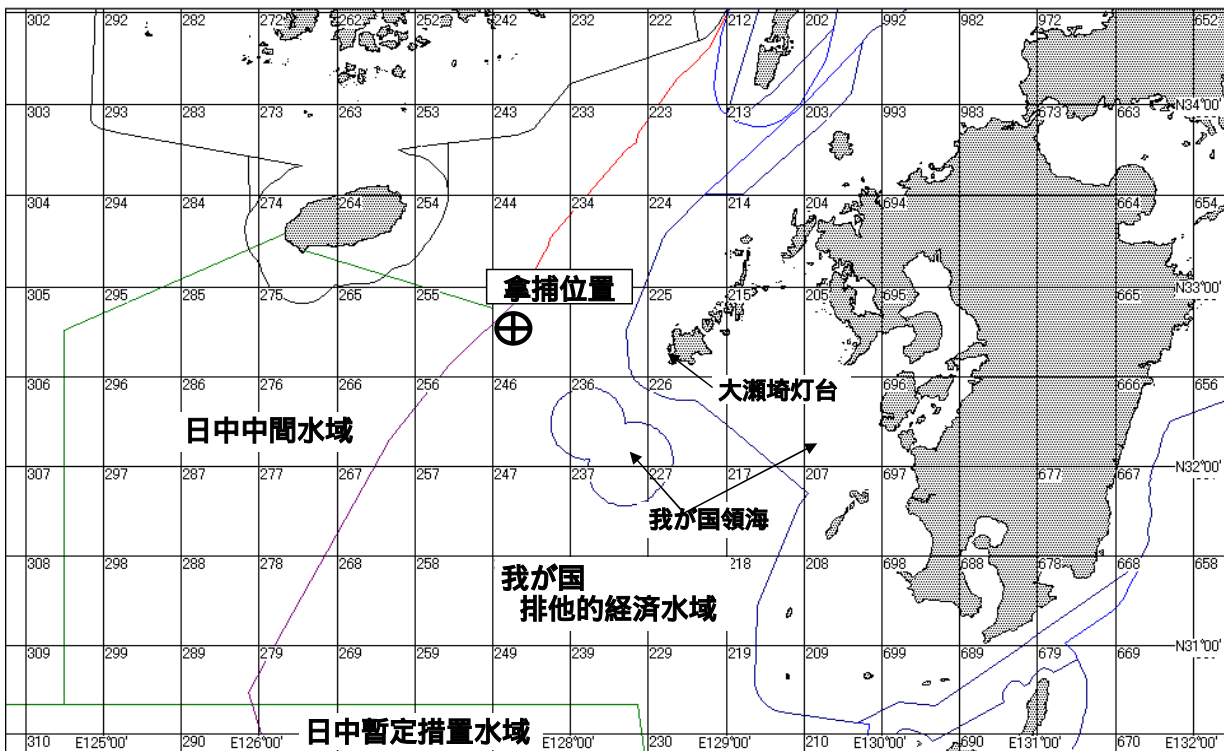 302 292 282 272 262 252 242 232 222 212 202 992 982 972 652
303 293 283 273 263 253 243 233 223 213 203 993 983 673 663 N34°00'
304 294 284 274 264 254 244 234 224 214 204 694 664 654
拿捕位置
305 295 285 275 265 255 225 215 205 695 665 N33°00'
306 296 286 276 266 256 246 236 226 696 666 656
大瀬埼灯台
日中中間水域
307 297 287 277 267 257 247 237 227 217 207 697 677 667 N32°00'
我が国領海
308 298 288 278 268 258 218 208 698 688 678 668 658
我が国
排他的経済水域
309 299 289 279 269 259 249 239 229 219 209 699 689 679 669 N31°00'
日中暫定措置水域
310 E125°00' 290 E126°00' E128°00' 230 E129°00' 210 E130°00' 690 E131°00' 670 E132°00'